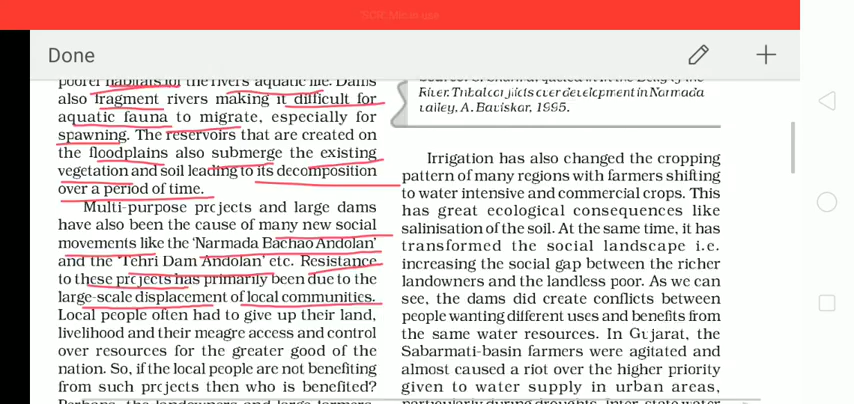 Done
poorer habitats for the rivers aquatic life. Dams
also fragment rivers making it difficult for
aquatic fauna to migrate, especially for
spawning. The reservoirs that are created on
the floodplains also submerge the existing
vegetation and soil leading to its decomposition
over a period of time.
Multi-purpose projects and large dams
have also been the cause of many new social
movements like the ‘Narmada Bachao Andolan’
and the ‘Tehri Dam Andolan’ etc. Resistance
to these projects has primarily been due to the
large-scale displacement of local communities.
Local people often had to give up their land,
livelihood and their meagre access and control
over resources for the greater good of the
nation. So, if the local people are not benefiting
from such projects then who is benefited?
Perhaps, the landowners and large farmers,
River. Tribal conflicts over development in Narmada
valley, A. Baviskar, 1995.
Irrigation has also changed the cropping
pattern of many regions with farmers shifting
to water intensive and commercial crops. This
has great ecological consequences like
salinisation of the soil. At the same time, it has
transformed the social landscape i.e.
increasing the social gap between the richer
landowners and the landless poor. As we can
see, the dams did create conflicts between
people wanting different uses and benefits from
the same water resources. In Gujarat, the
Sabarmati-basin farmers were agitated and
almost caused a riot over the higher priority
given to water supply in urban areas,
particularly during droughts. Inter-state water